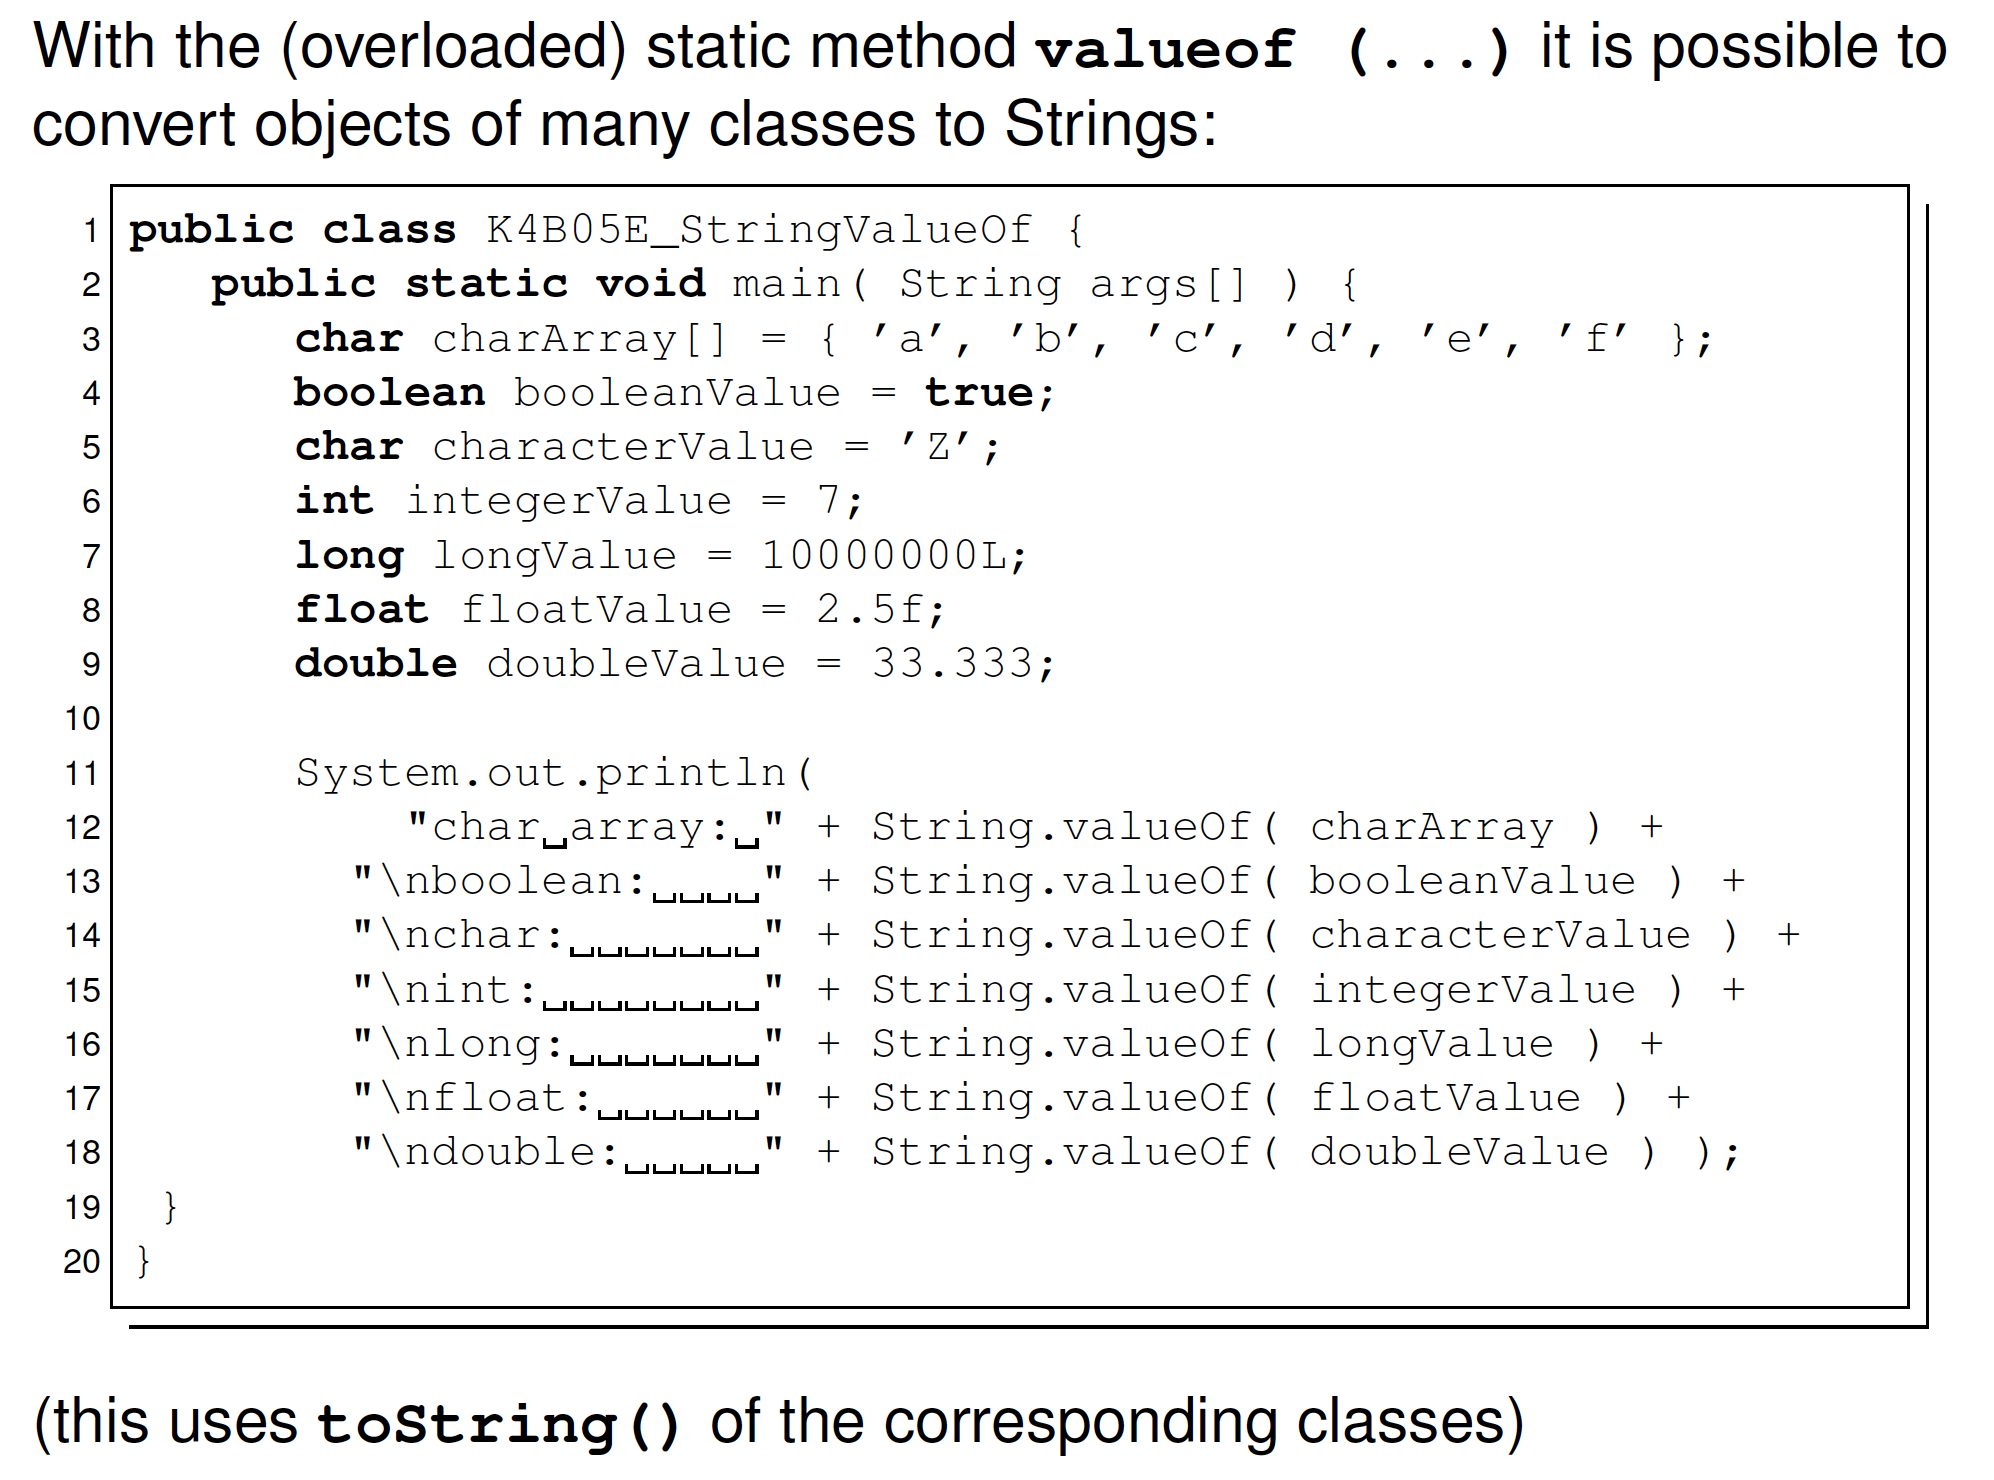 With the (overloaded) static method valueof (...) it is possible to
convert objects of many classes to Strings:
1 public class K4B05E_StringValueOf {
2    public static void main( String args[] ) {
3       char charArray[] = { ’a’, ’b’, ’c’, ’d’, ’e’, ’f’ };
4       boolean booleanValue = true;
5       char characterValue = ’Z’;
6       int integerValue = 7;
7       long longValue = 10000000L;
8       float floatValue = 2.5f;
9       double doubleValue = 33.333;
10
11       System.out.println(
12           "char␣array:␣" + String.valueOf( charArray ) +
13         "\nboolean:␣␣␣␣" + String.valueOf( booleanValue ) +
14         "\nchar:␣␣␣␣␣␣␣" + String.valueOf( characterValue ) +
15         "\nint:␣␣␣␣␣␣␣␣" + String.valueOf( integerValue ) +
16         "\nlong:␣␣␣␣␣␣␣" + String.valueOf( longValue ) +
17         "\nfloat:␣␣␣␣␣␣" + String.valueOf( floatValue ) +
18         "\ndouble:␣␣␣␣␣" + String.valueOf( doubleValue ) );
19  }
20 }
(this uses toString() of the corresponding classes)